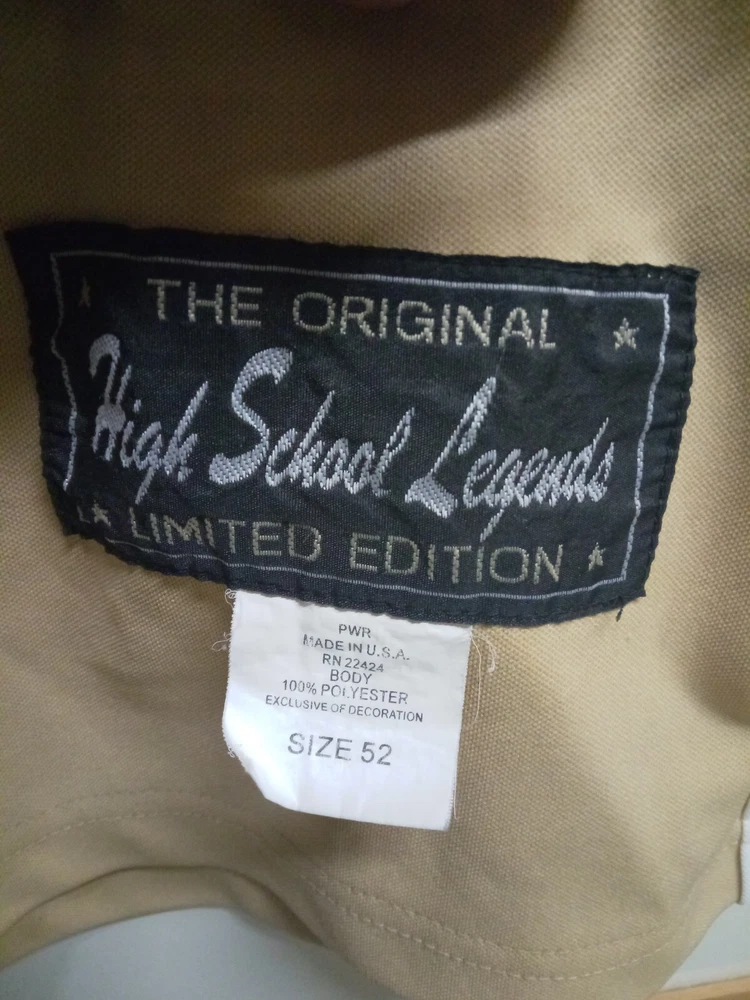 THE ORIGINAL
High School Legends
LIMITED EDITION
PWR
MADE IN U.S.A.
RN 22424
BODY
100% POLYESTER
EXCLUSIVE OF DECORATION
SIZE 52